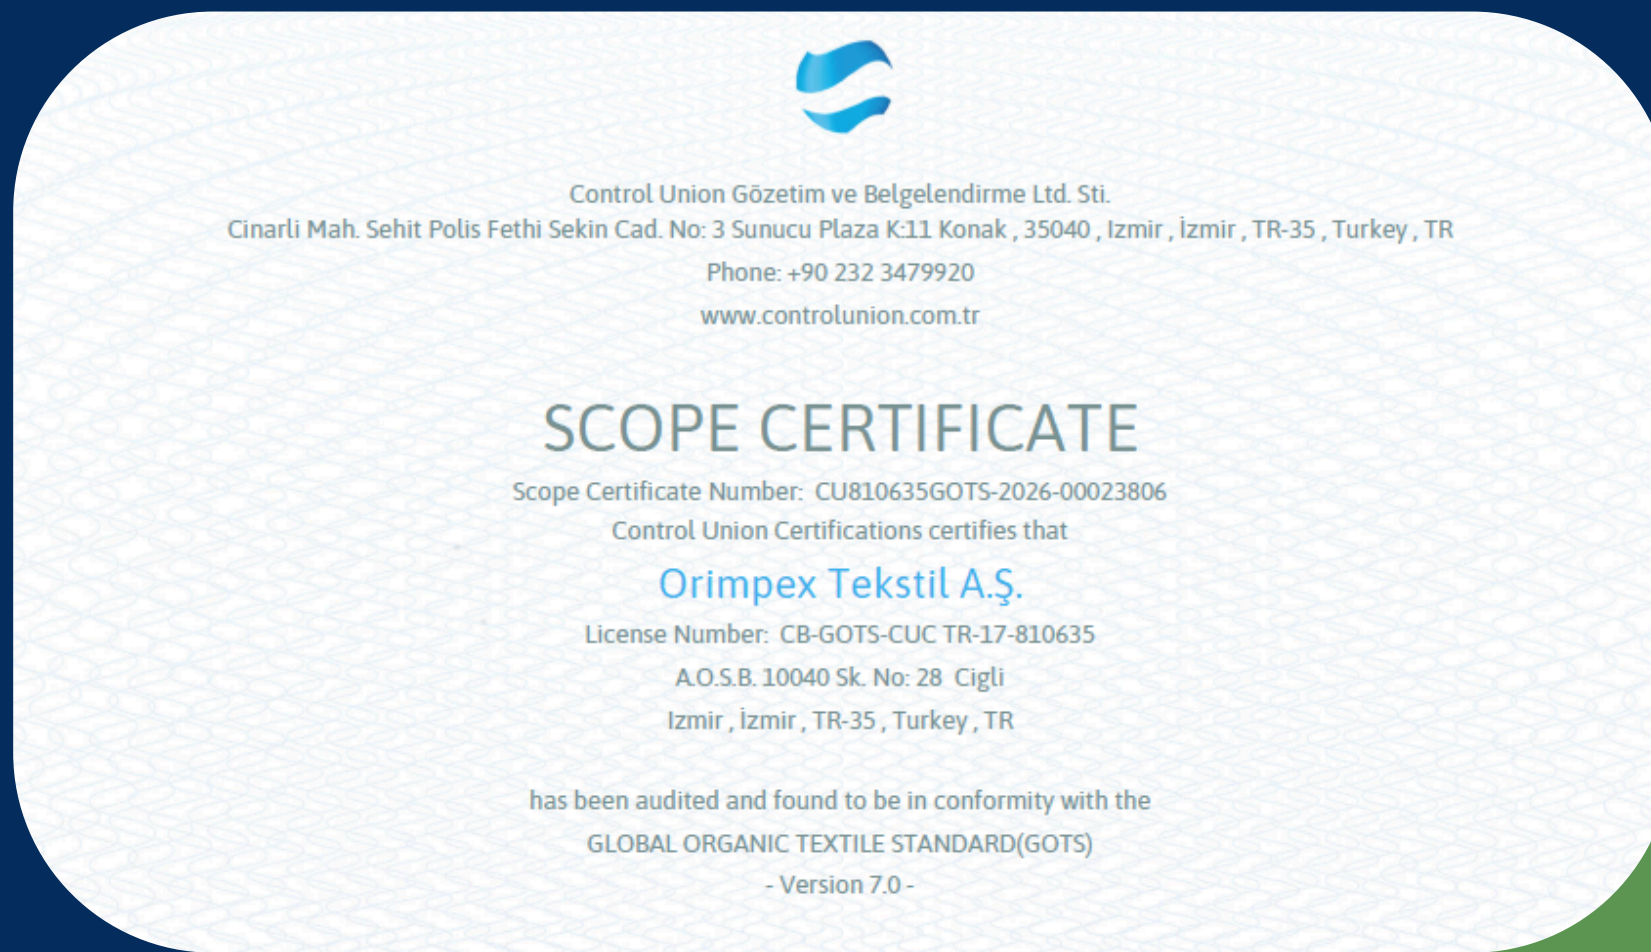 Control Union Gözetim ve Belgelendirme Ltd. Sti.
Cinarli Mah. Sehit Polis Fethi Sekin Cad. No: 3 Sunucu Plaza K:11 Konak , 35040 , Izmir , İzmir , TR-35 , Turkey , TR
Phone: +90 232 3479920
www.controlunion.com.tr
SCOPE CERTIFICATE
Scope Certificate Number: CU810635GOTS-2026-00023806
Control Union Certifications certifies that
Orimpex Tekstil A.Ş.
License Number: CB-GOTS-CUC TR-17-810635
A.O.S.B. 10040 Sk. No: 28 Cigli
Izmir , İzmir , TR-35 , Turkey , TR
has been audited and found to be in conformity with the
GLOBAL ORGANIC TEXTILE STANDARD(GOTS)
- Version 7.0 -